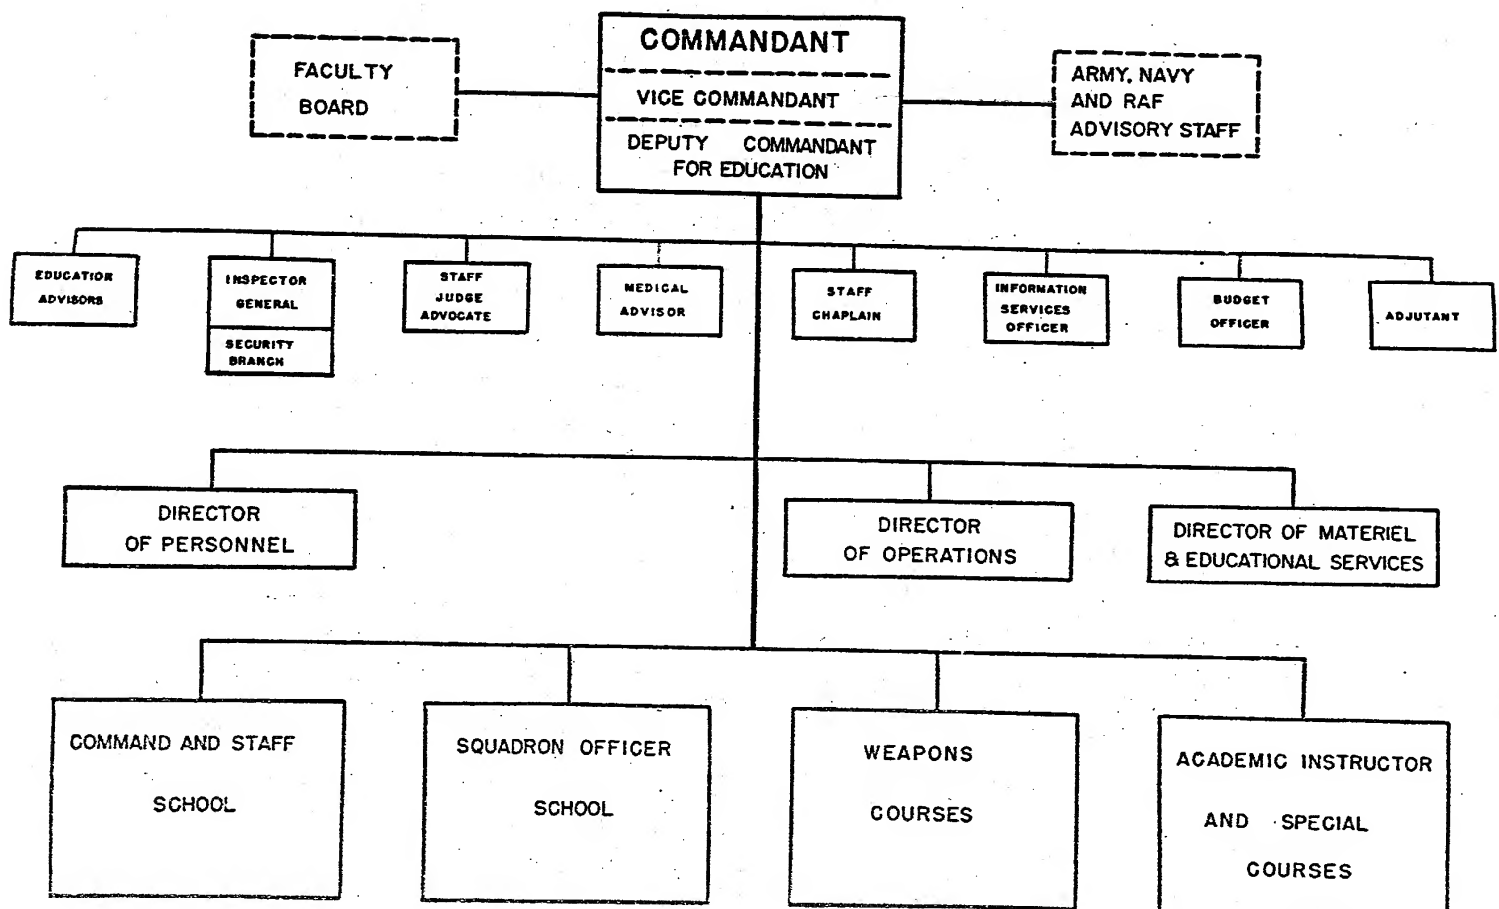 COMMANDANT
VICE COMMANDANT
DEPUTY COMMANDANT
FOR EDUCATION
FACULTY
BOARD
ARMY, NAVY
AND RAF
ADVISORY STAFF
EDUCATION
ADVISORS
INSPECTOR
GENERAL
SECURITY
BRANCH
STAFF
JUDGE
ADVOCATE
MEDICAL
ADVISOR
STAFF
CHAPLAIN
INFORMATION
SERVICES
OFFICER
BUDGET
OFFICER
ADJUTANT
DIRECTOR
OF PERSONNEL
DIRECTOR
OF OPERATIONS
DIRECTOR OF MATERIEL
& EDUCATIONAL SERVICES
COMMAND AND STAFF
SCHOOL
SQUADRON OFFICER
SCHOOL
WEAPONS
COURSES
ACADEMIC INSTRUCTOR
AND SPECIAL
COURSES